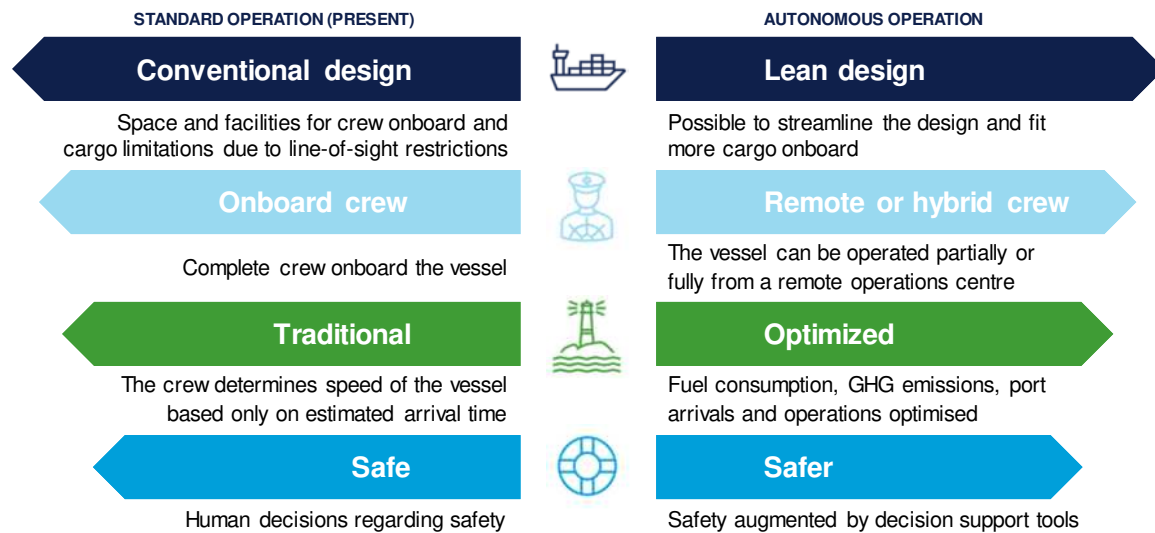 STANDARD OPERATION (PRESENT)
AUTONOMOUS OPERATION
Conventional design
Lean design
Space and facilities for crew onboard and
cargo limitations due to line-of-sight restrictions
Possible to streamline the design and fit
more cargo onboard
Onboard crew
Remote or hybrid crew
Complete crew onboard the vessel
The vessel can be operated partially or
fully from a remote operations centre
Traditional
Optimized
The crew determines speed of the vessel
based only on estimated arrival time
Fuel consumption, GHG emissions, port
arrivals and operations optimised
Safe
Safer
Human decisions regarding safety
Safety augmented by decision support tools